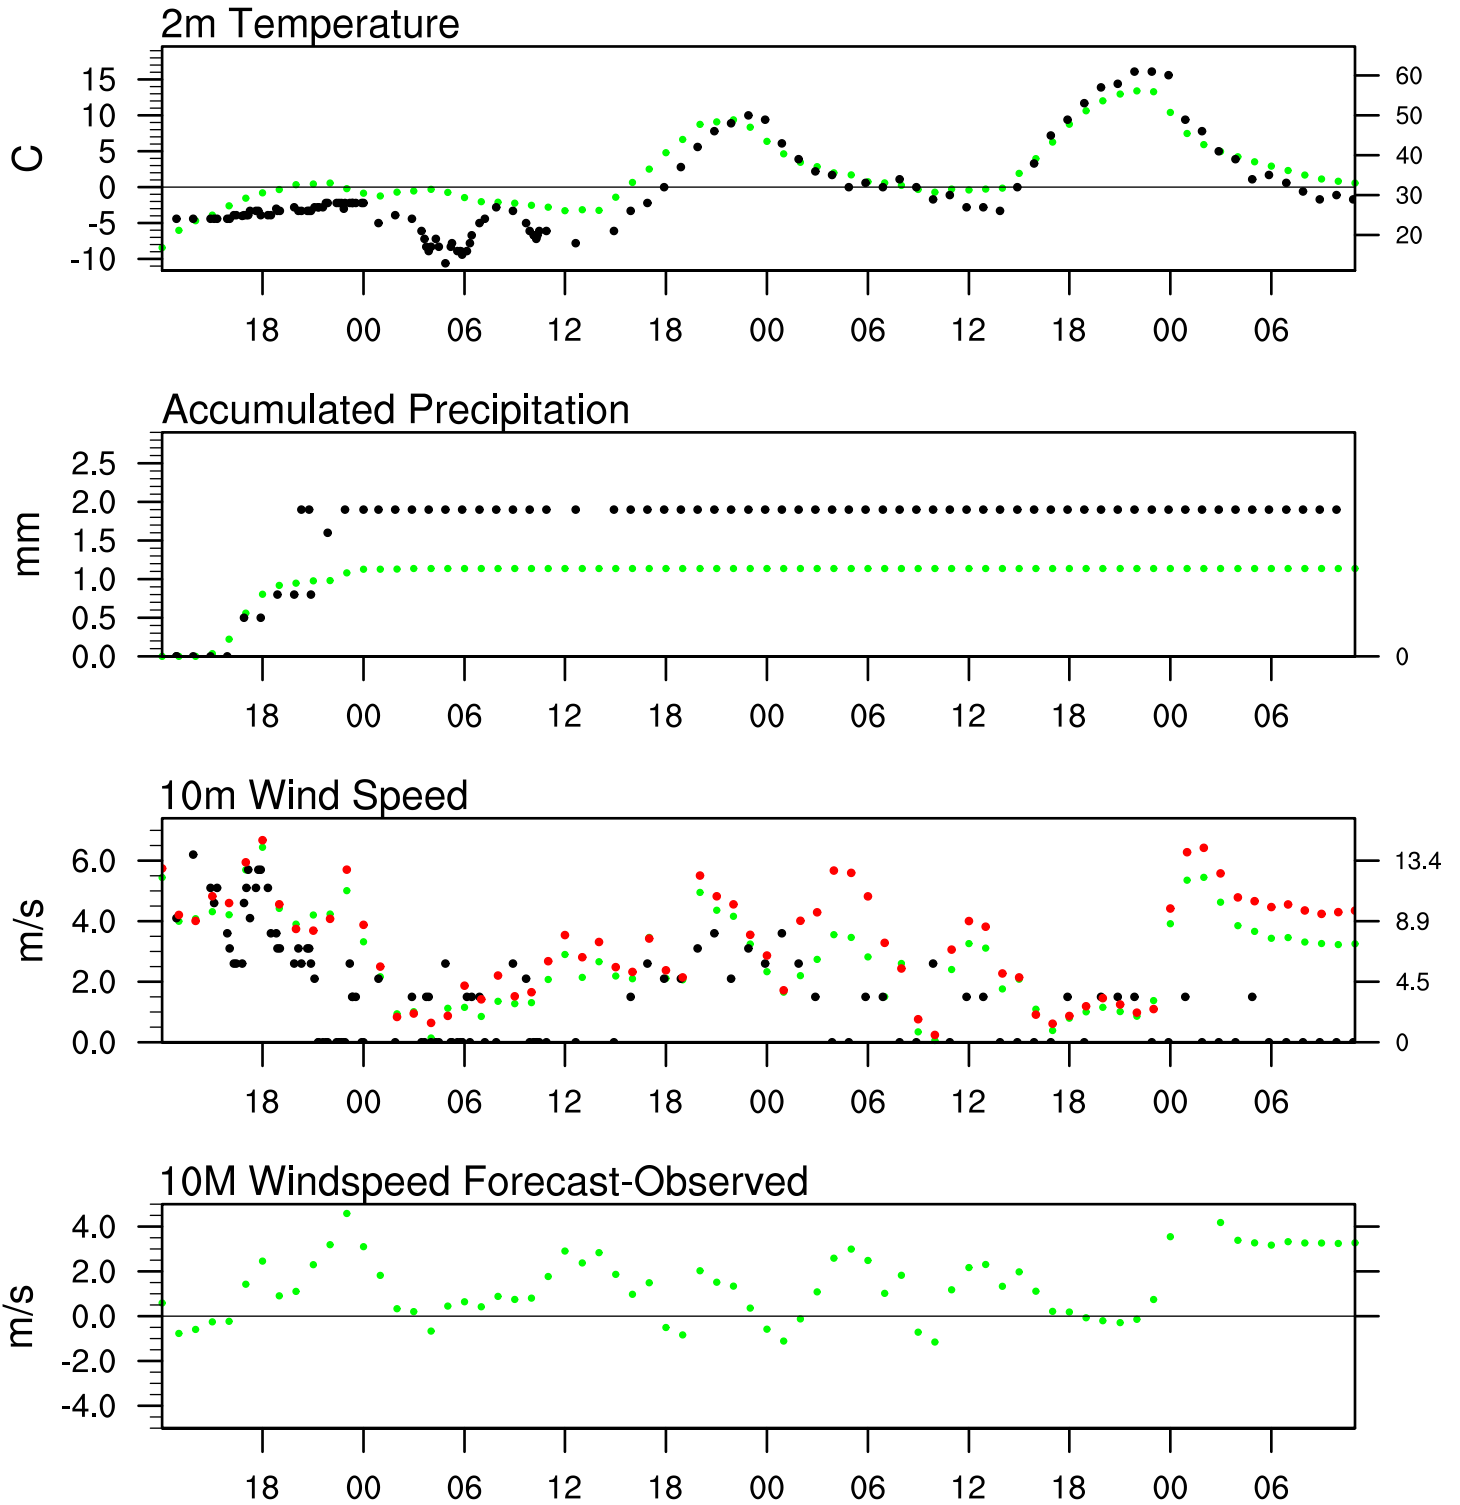 2m Temperature
15
10
5
0
-5
-10
C
60
50
40
30
20
18 00 06 12 18 00 06 12 18 00 06
Accumulated Precipitation
2.5
2.0
1.5
1.0
0.5
0.0
mm
0
18 00 06 12 18 00 06 12 18 00 06
10m Wind Speed
6.0
4.0
2.0
0.0
m/s
13.4
8.9
4.5
0
18 00 06 12 18 00 06 12 18 00 06
10M Windspeed Forecast-Observed
4.0
2.0
0.0
-2.0
-4.0
m/s
18 00 06 12 18 00 06 12 18 00 06